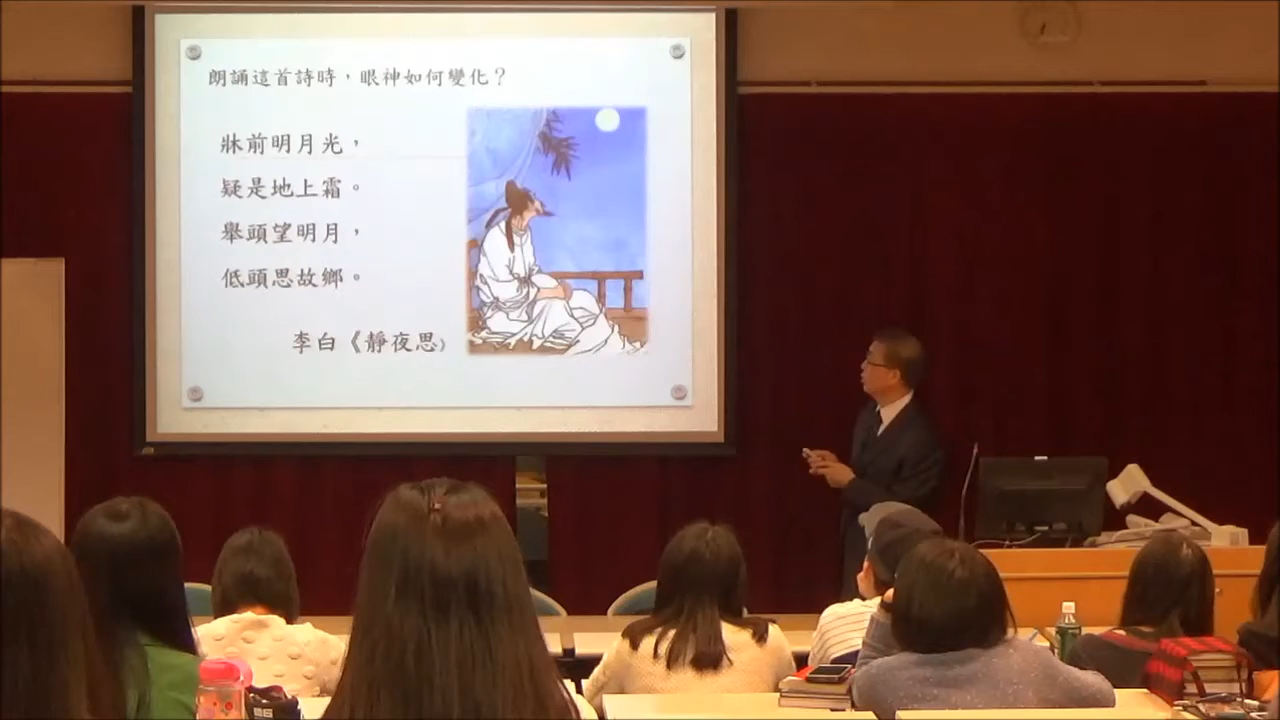 朗誦這首詩時，眼神如何變化？
牀前明月光，
疑是地上霜。
舉頭望明月，
低頭思故鄉。
李白《靜夜思》